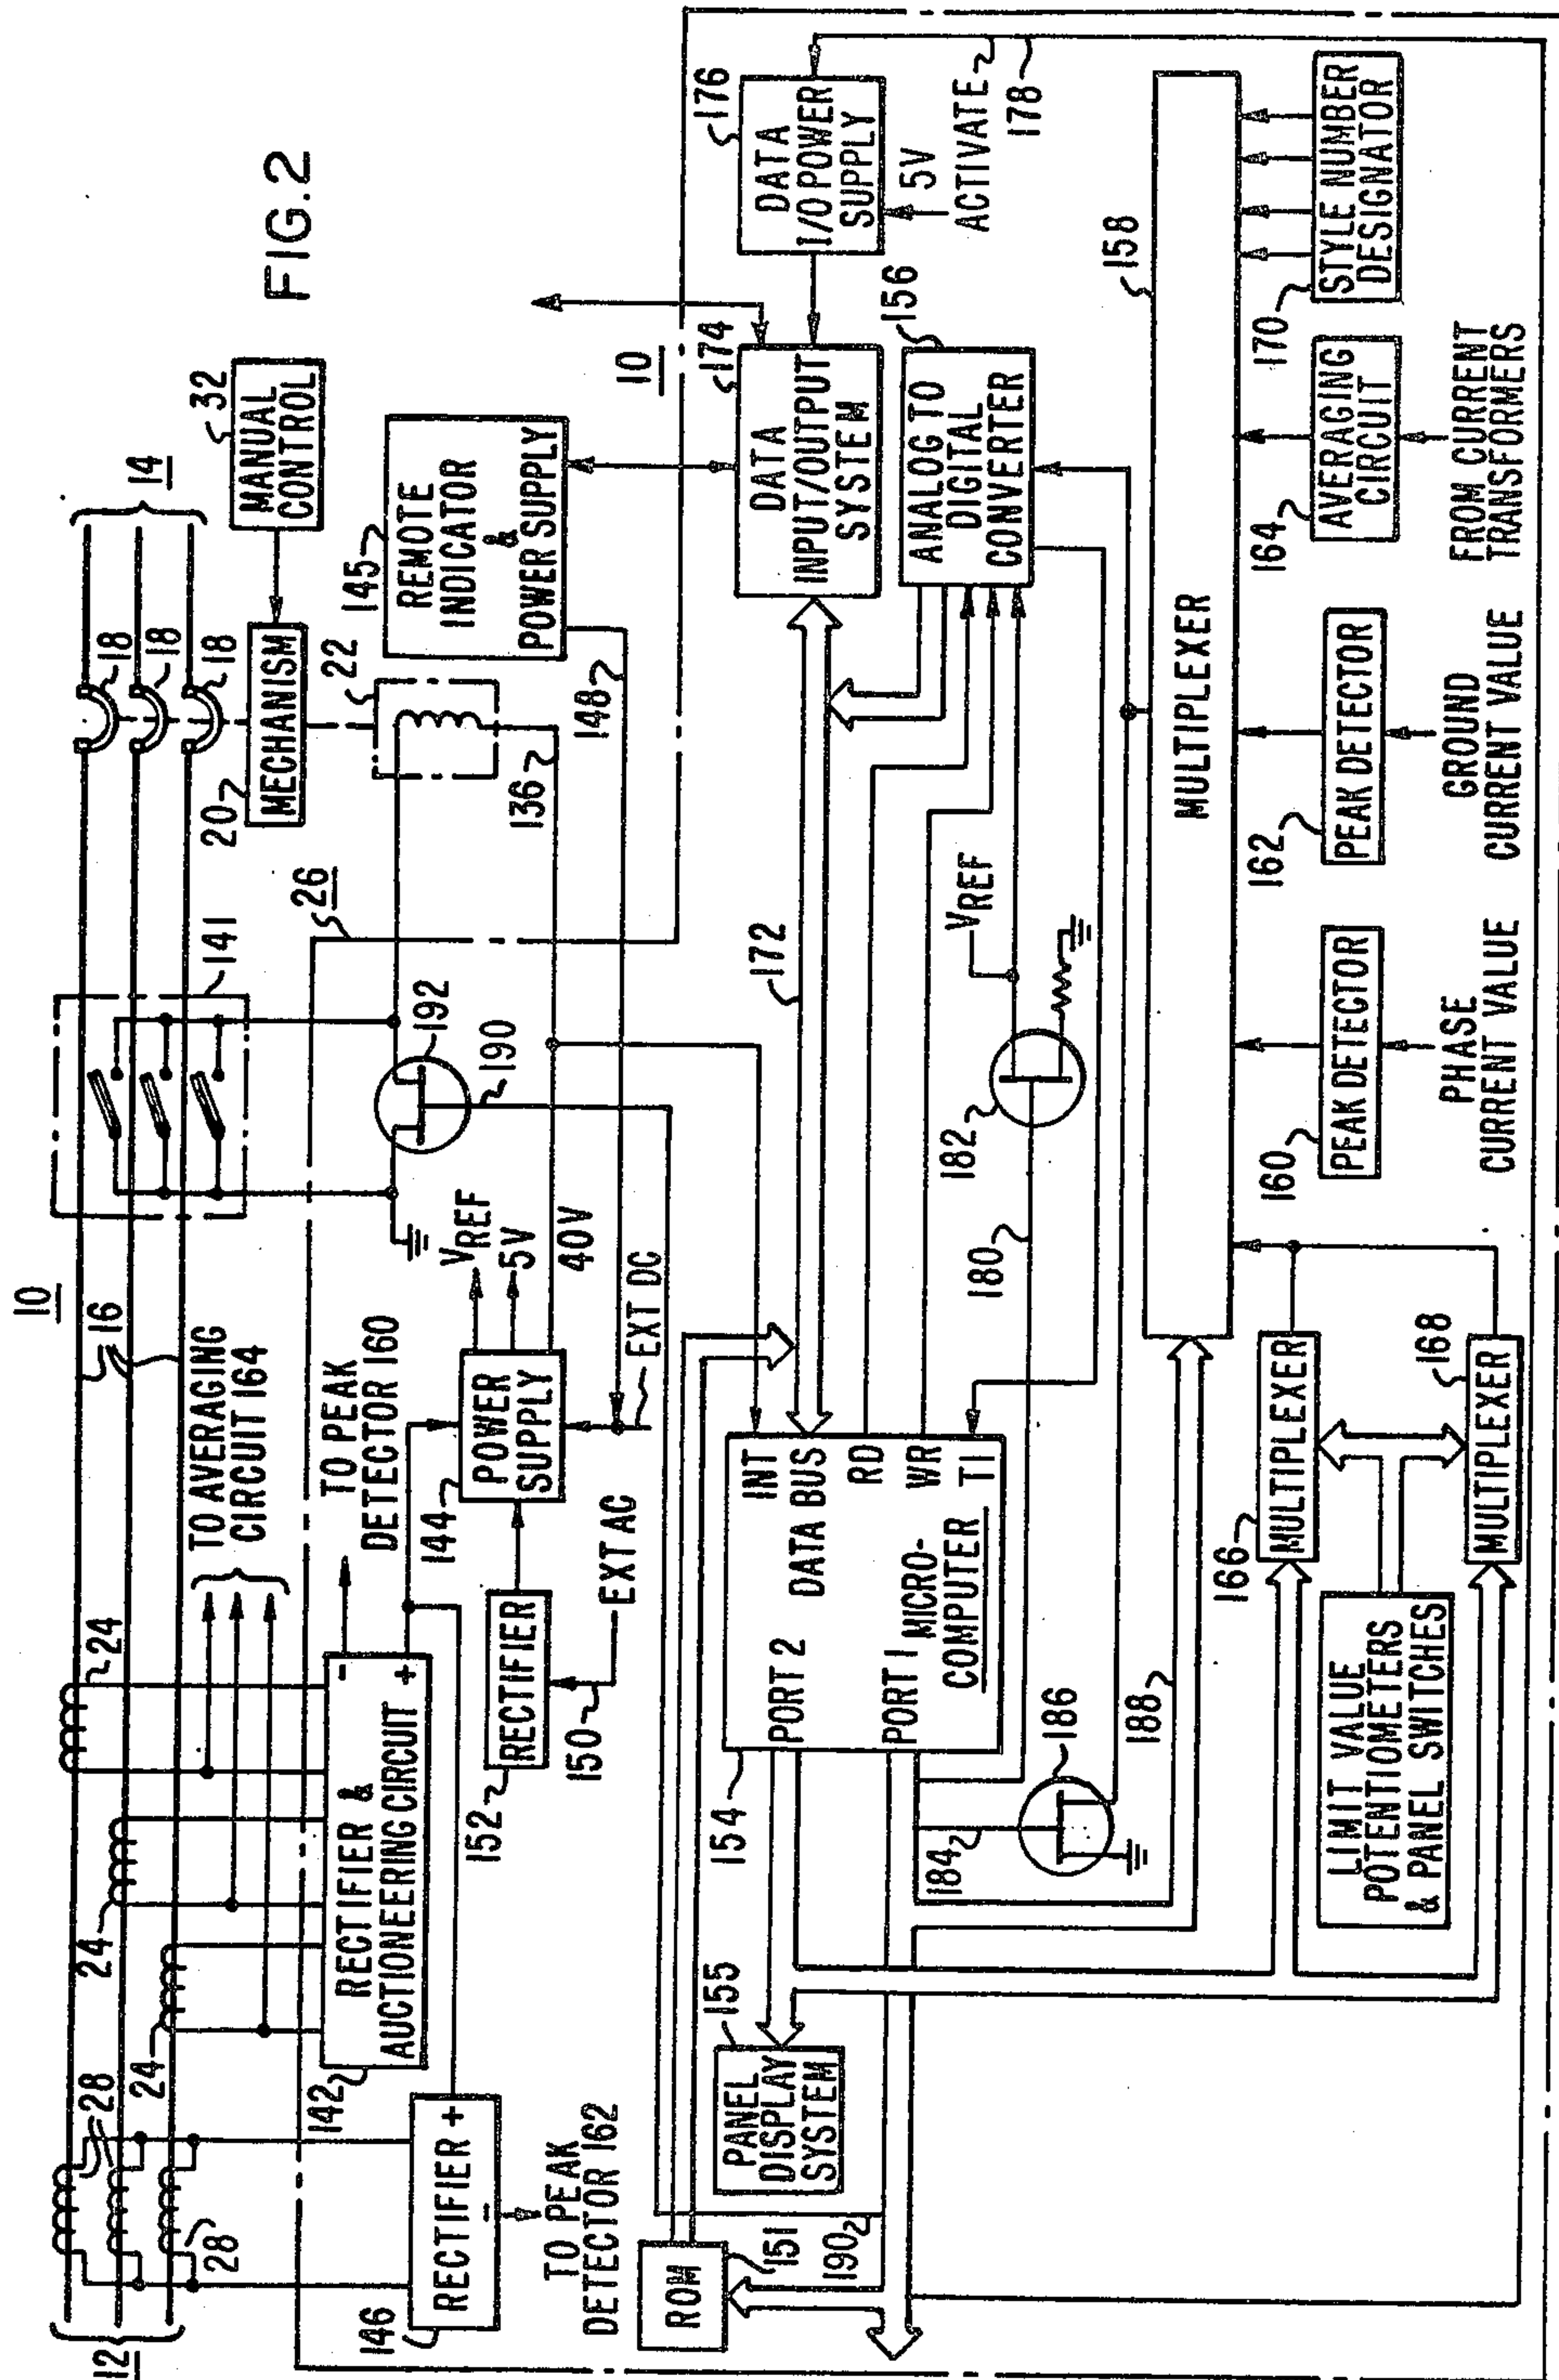 FIG.2
10
16
14
12
28
28
24
24
24
TO AVERAGING
CIRCUIT 164
141
18
18
18
20
MECHANISM
32
MANUAL
CONTROL
22
136
26
192
190
142
RECTIFIER &
AUCTIONEERING CIRCUIT
-
+
TO PEAK
DETECTOR 160
146
RECTIFIER +
-
TO PEAK
DETECTOR 162
144
POWER
SUPPLY
VREF
5V
40V
EXT DC
152
RECTIFIER
150
EXT AC
145
REMOTE
INDICATOR
&
POWER SUPPLY
148
10
151
ROM
190
155
PANEL
DISPLAY
SYSTEM
154
PORT 2
PORT 1
INT
DATA BUS
RD
WR
T1
MICRO-
COMPUTER
172
174
DATA
INPUT/OUTPUT
SYSTEM
176
DATA
I/O POWER
SUPPLY
5V
ACTIVATE
178
156
ANALOG TO
DIGITAL
CONVERTER
VREF
182
180
184
186
188
158
MULTIPLEXER
166
MULTIPLEXER
168
MULTIPLEXER
LIMIT VALUE
POTENTIOMETERS
& PANEL SWITCHES
160
PEAK DETECTOR
PHASE
CURRENT VALUE
162
PEAK DETECTOR
GROUND
CURRENT VALUE
164
AVERAGING
CIRCUIT
FROM CURRENT
TRANSFORMERS
170
STYLE NUMBER
DESIGNATOR